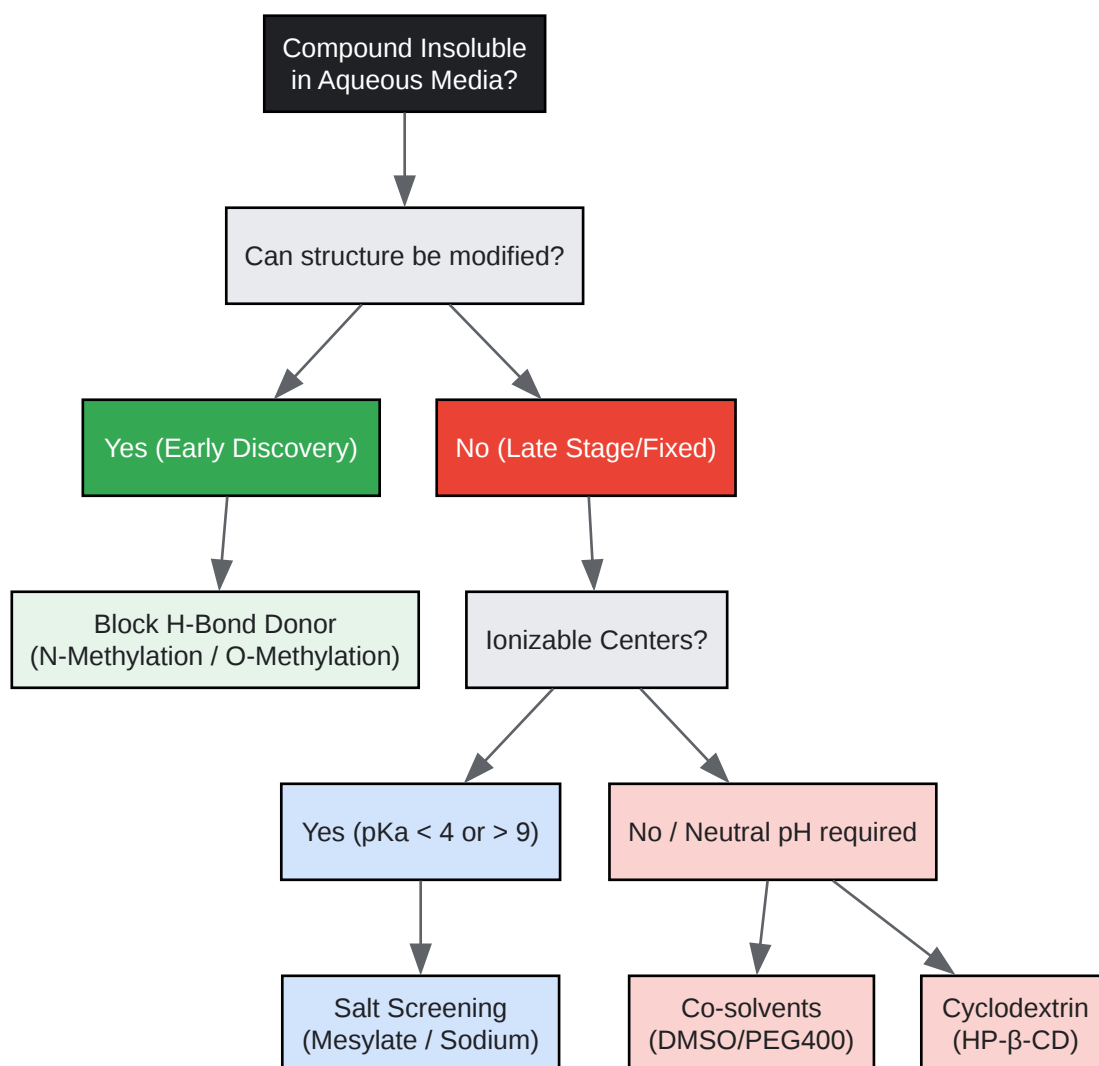 Compound Insoluble
in Aqueous Media?
Can structure be modified?
Yes (Early Discovery)
No (Late Stage/Fixed)
Block H-Bond Donor
(N-Methylation / O-Methylation)
Ionizable Centers?
Yes (pKa < 4 or > 9)
No / Neutral pH required
Salt Screening
(Mesylate / Sodium)
Co-solvents
(DMSO/PEG400)
Cyclodextrin
(HP-β-CD)